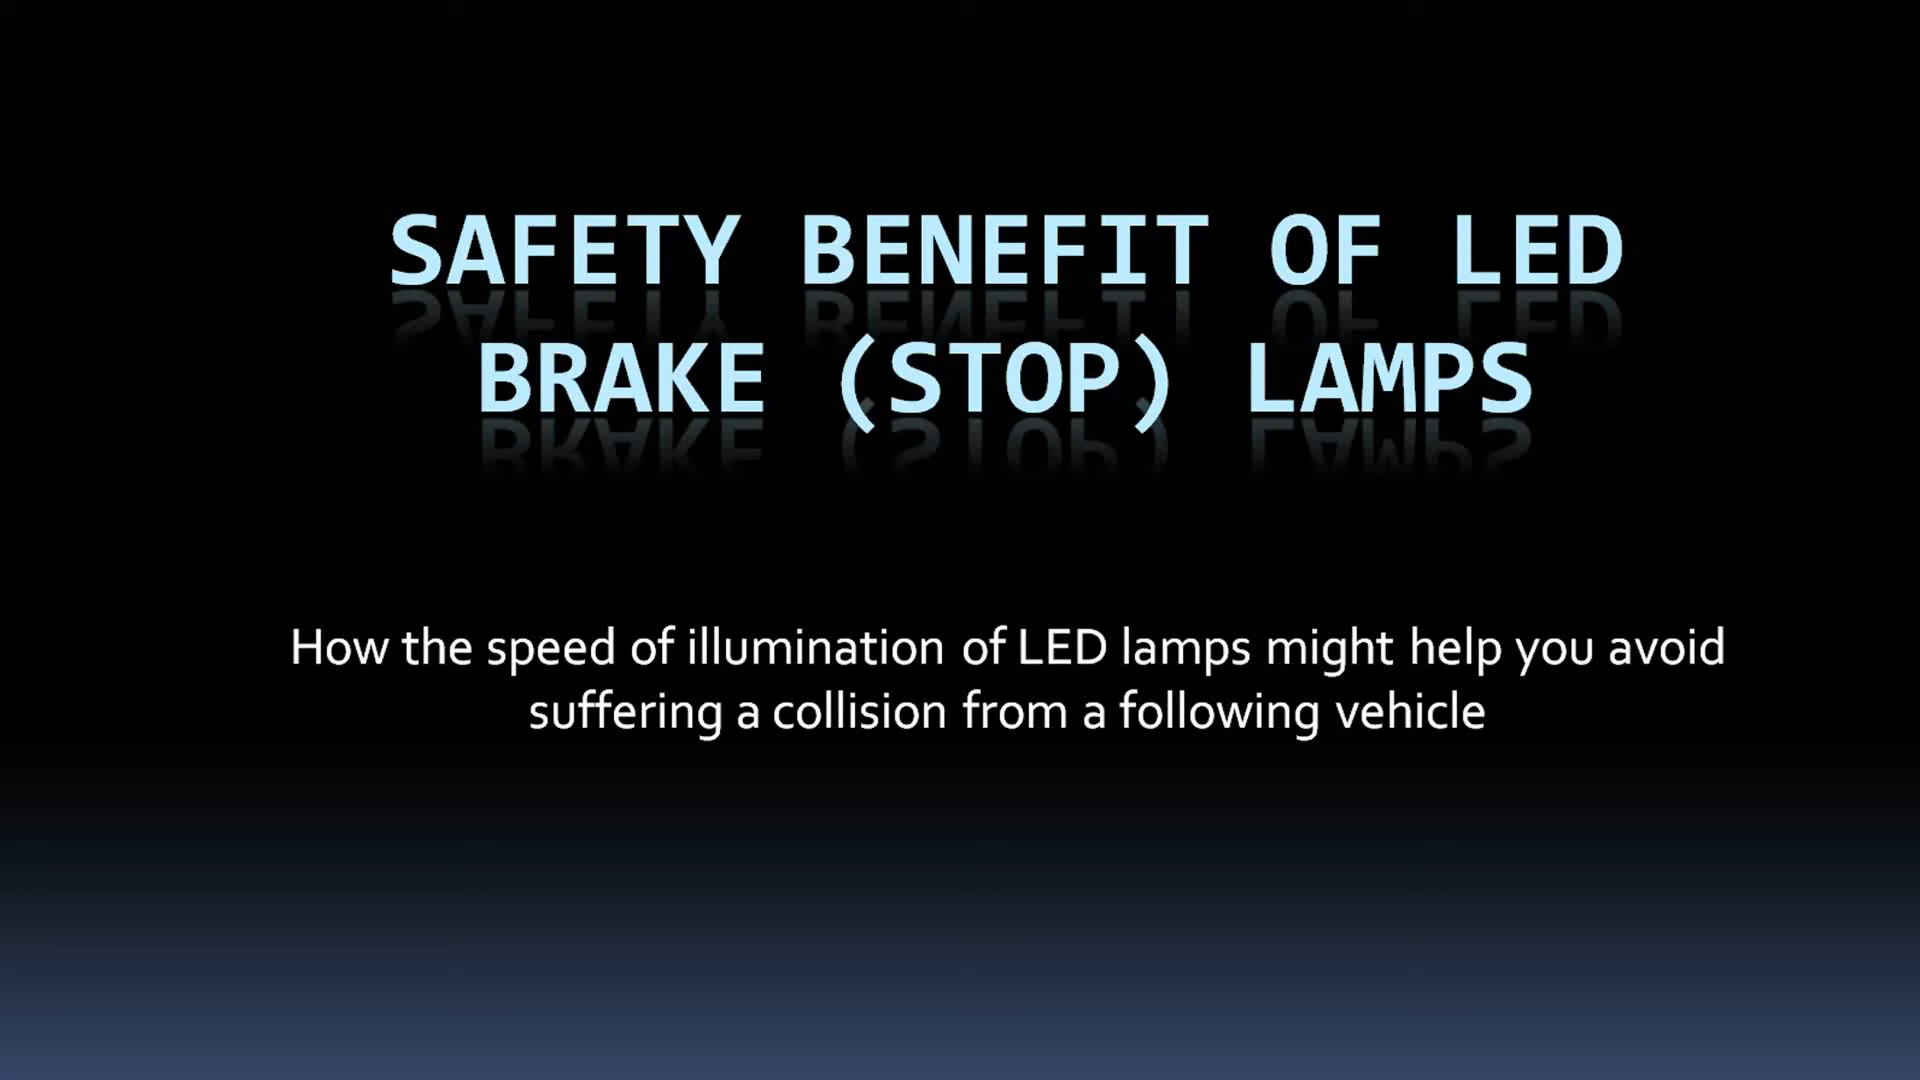 SAFETY BENEFIT OF LED
BRAKE (STOP) LAMPS
How the speed of illumination of LED lamps might help you avoid
suffering a collision from a following vehicle